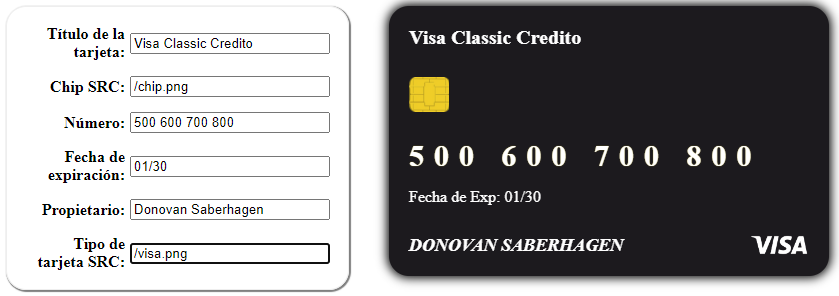 Título de la
tarjeta: Visa Classic Credito
Chip SRC: /chip.png
Número: 500 600 700 800
Fecha de
expiración: 01/30
Propietario: Donovan Saberhagen
Tipo de
tarjeta SRC: /visa.png
Visa Classic Credito
500 600 700 800
Fecha de Exp: 01/30
DONOVAN SABERHAGEN VISA